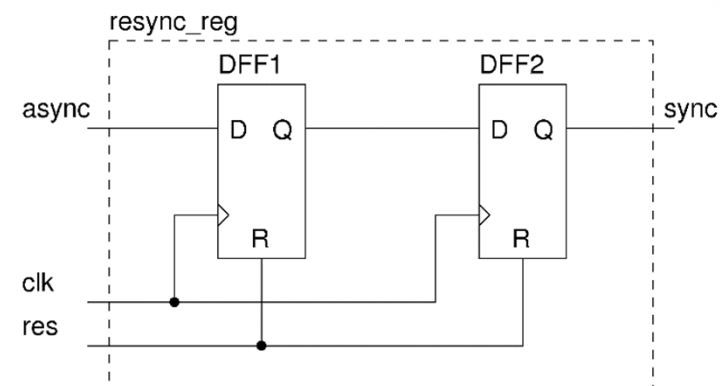 resync_reg
DFF1 DFF2
async D Q D Q sync
R R
clk
res